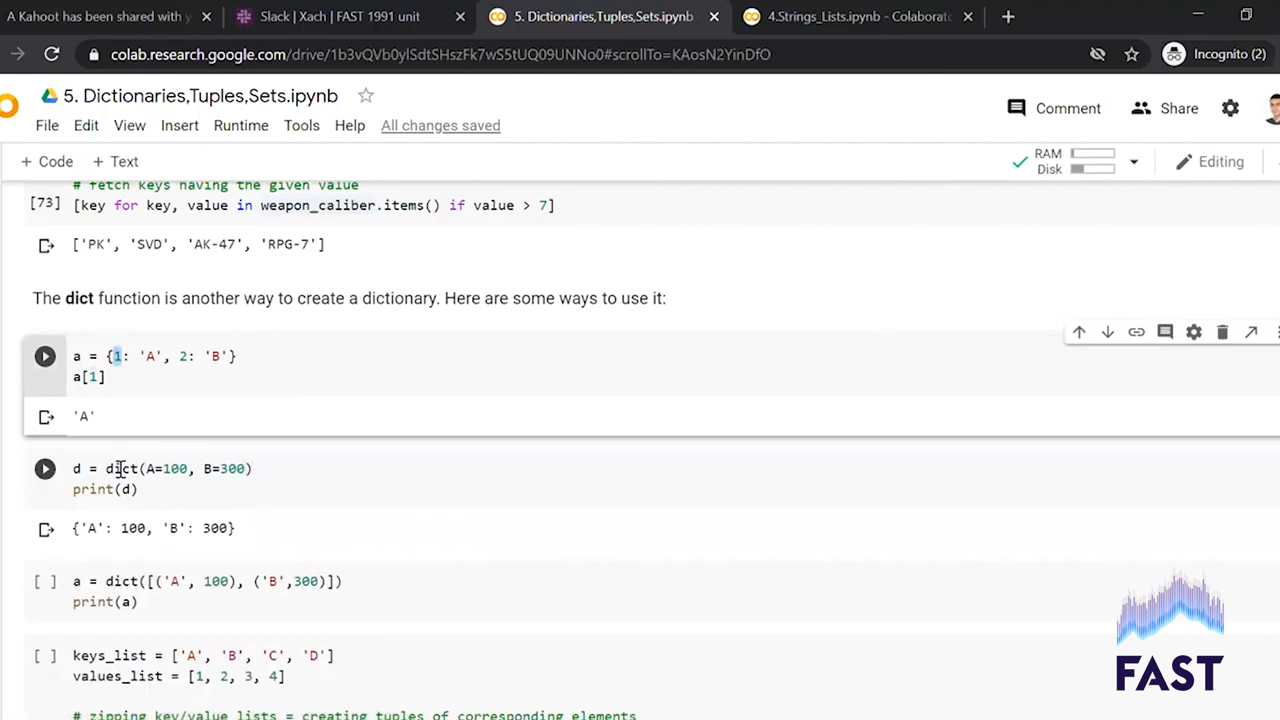 A Kahoot has been shared with y
Slack | Xach | FAST 1991 unit
5. Dictionaries,Tuples,Sets.ipynb
4.Strings_Lists.ipynb - Colaborato
colab.research.google.com/drive/1b3vQVb0ylSdtSHszFk7wS5tUQ09UNNo0#scrollTo=KAosN2YinDfO
Incognito (2)
5. Dictionaries,Tuples,Sets.ipynb
Comment
Share
File Edit View Insert Runtime Tools Help All changes saved
+ Code + Text
RAM
Disk
Editing
# fetch keys having the given value
[73] [key for key, value in weapon_caliber.items() if value > 7]
['PK', 'SVD', 'AK-47', 'RPG-7']
The dict function is another way to create a dictionary. Here are some ways to use it:
a = {1: 'A', 2: 'B'}
a[1]
'A'
d = dict(A=100, B=300)
print(d)
{'A': 100, 'B': 300}
[ ] a = dict([('A', 100), ('B',300)])
print(a)
[ ] keys_list = ['A', 'B', 'C', 'D']
values_list = [1, 2, 3, 4]
# zipping key/value lists = creating tuples of corresponding elements
FAST